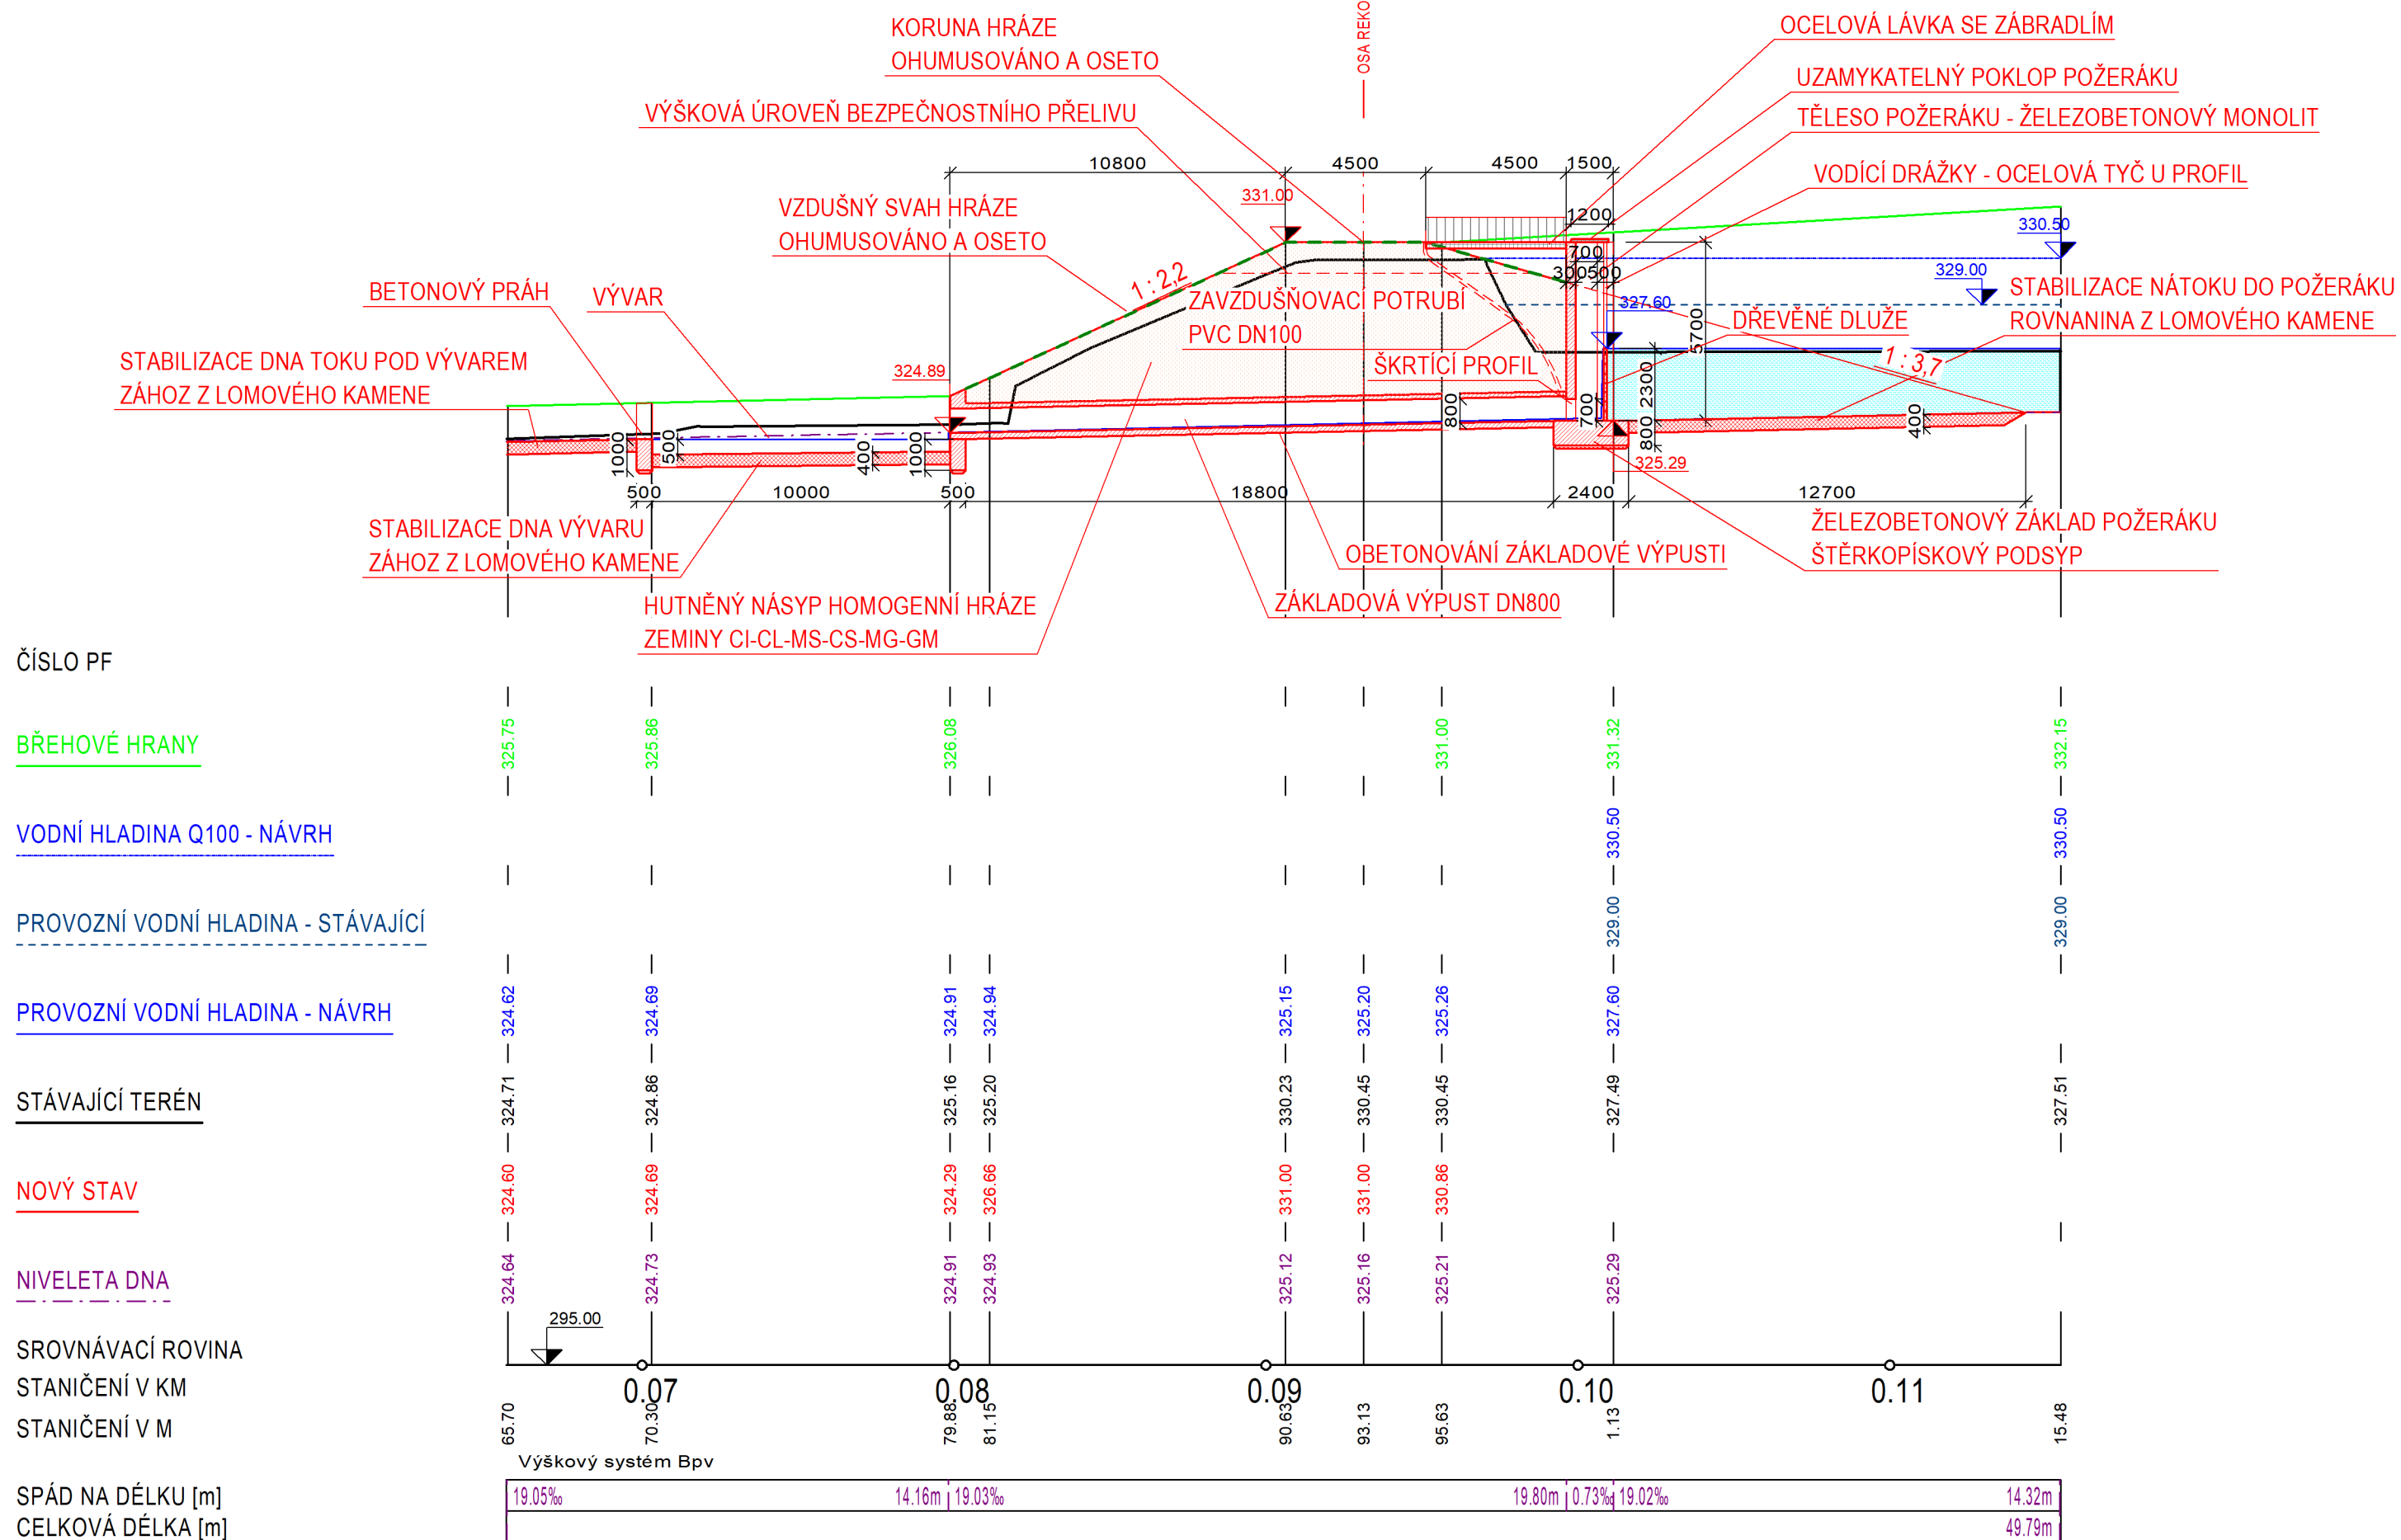 KORUNA HRÁZE
OHUMUSOVÁNO A OSETO
OSA REKO
OCELOVÁ LÁVKA SE ZÁBRADLÍM
UZAMYKATELNÝ POKLOP POŽERÁKU
VÝŠKOVÁ ÚROVEŇ BEZPEČNOSTNÍHO PŘELIVU
TĚLESO POŽERÁKU - ŽELEZOBETONOVÝ MONOLIT
10800 4500 4500 1500
VODÍCÍ DRÁŽKY - OCELOVÁ TYČ U PROFIL
VZDUŠNÝ SVAH HRÁZE
OHUMUSOVÁNO A OSETO
331.00
1200
330.50
700
300 500
329.00
1 : 2,2
BETONOVÝ PRÁH
VÝVAR
ZAVZDUŠŇOVACÍ POTRUBÍ
PVC DN100
327.60
DŘEVĚNÉ DLUŽE
5700
STABILIZACE NÁTOKU DO POŽERÁKU
ROVNANINA Z LOMOVÉHO KAMENE
STABILIZACE DNA TOKU POD VÝVAREM
ZÁHOZ Z LOMOVÉHO KAMENE
324.89
ŠKRTÍCÍ PROFIL
1 : 3,7
2300
800
700
800
400
1000
500
400
1000
325.29
500 10000 500 18800 2400 12700
STABILIZACE DNA VÝVARU
ZÁHOZ Z LOMOVÉHO KAMENE
OBETONOVÁNÍ ZÁKLADOVÉ VÝPUSTI
ŽELEZOBETONOVÝ ZÁKLAD POŽERÁKU
ŠTĚRKOPÍSKOVÝ PODSYP
HUTNĚNÝ NÁSYP HOMOGENNÍ HRÁZE
ZEMINY CI-CL-MS-CS-MG-GM
ZÁKLADOVÁ VÝPUST DN800
ČÍSLO PF
BŘEHOVÉ HRANY 325.75 325.86 326.08 331.00 331.32 332.15
VODNÍ HLADINA Q100 - NÁVRH 330.50 330.50
PROVOZNÍ VODNÍ HLADINA - STÁVAJÍCÍ 329.00 329.00
PROVOZNÍ VODNÍ HLADINA - NÁVRH 324.62 324.69 324.91 324.94 325.15 325.20 325.26 327.60
STÁVAJÍCÍ TERÉN 324.71 324.86 325.16 325.20 330.23 330.45 330.45 327.49 327.51
NOVÝ STAV 324.60 324.69 324.29 326.66 331.00 331.00 330.86
NIVELETA DNA 324.64 324.73 324.91 324.93 325.12 325.16 325.21 325.29
295.00
SROVNÁVACÍ ROVINA
STANIČENÍ V KM 0.07 0.08 0.09 0.10 0.11
STANIČENÍ V M 65.70 70.30 79.88 81.15 90.63 93.13 95.63 1.13 15.48
Výškový systém Bpv
SPÁD NA DÉLKU [m] 19.05‰ 14.16m 19.03‰ 19.80m 0.73‰ 19.02‰ 14.32m
CELKOVÁ DÉLKA [m] 49.79m